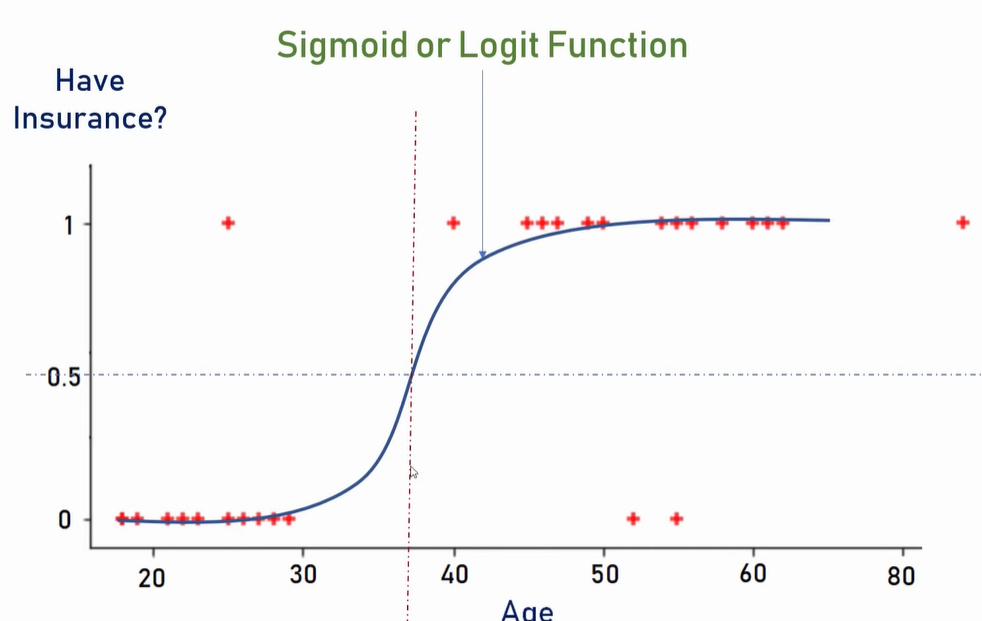 Sigmoid or Logit Function
Have
Insurance?
1
0.5
0
20 30 40 50 60 80
Age